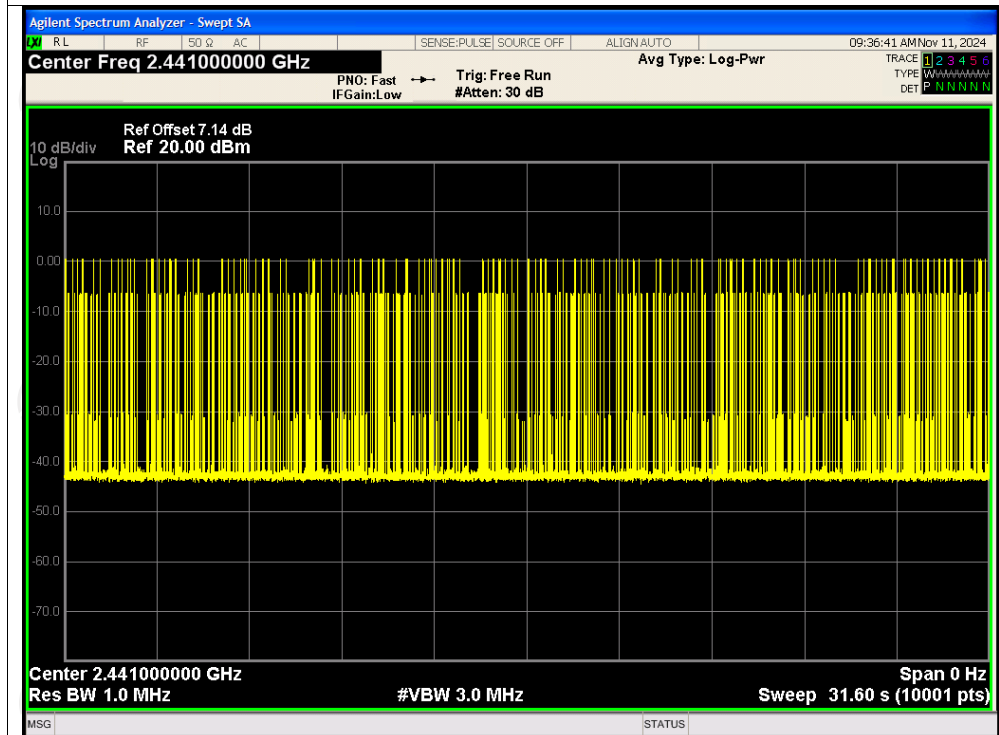 Agilent Spectrum Analyzer - Swept SA
LXI RL RF 50 Ω AC SENSE:PULSE SOURCE OFF ALIGN AUTO 09:36:41 AM Nov 11, 2024
Center Freq 2.441000000 GHz
PNO: Fast
IFGain:Low
Trig: Free Run
#Atten: 30 dB
Avg Type: Log-Pwr
TRACE 1 2 3 4 5 6
TYPE WWWWWW
DET P N N N N N
Ref Offset 7.14 dB
10 dB/div Ref 20.00 dBm
Log
10.0
0.00
-10.0
-20.0
-30.0
-40.0
-50.0
-60.0
-70.0
Center 2.441000000 GHz Span 0 Hz
Res BW 1.0 MHz #VBW 3.0 MHz Sweep 31.60 s (10001 pts)
MSG STATUS